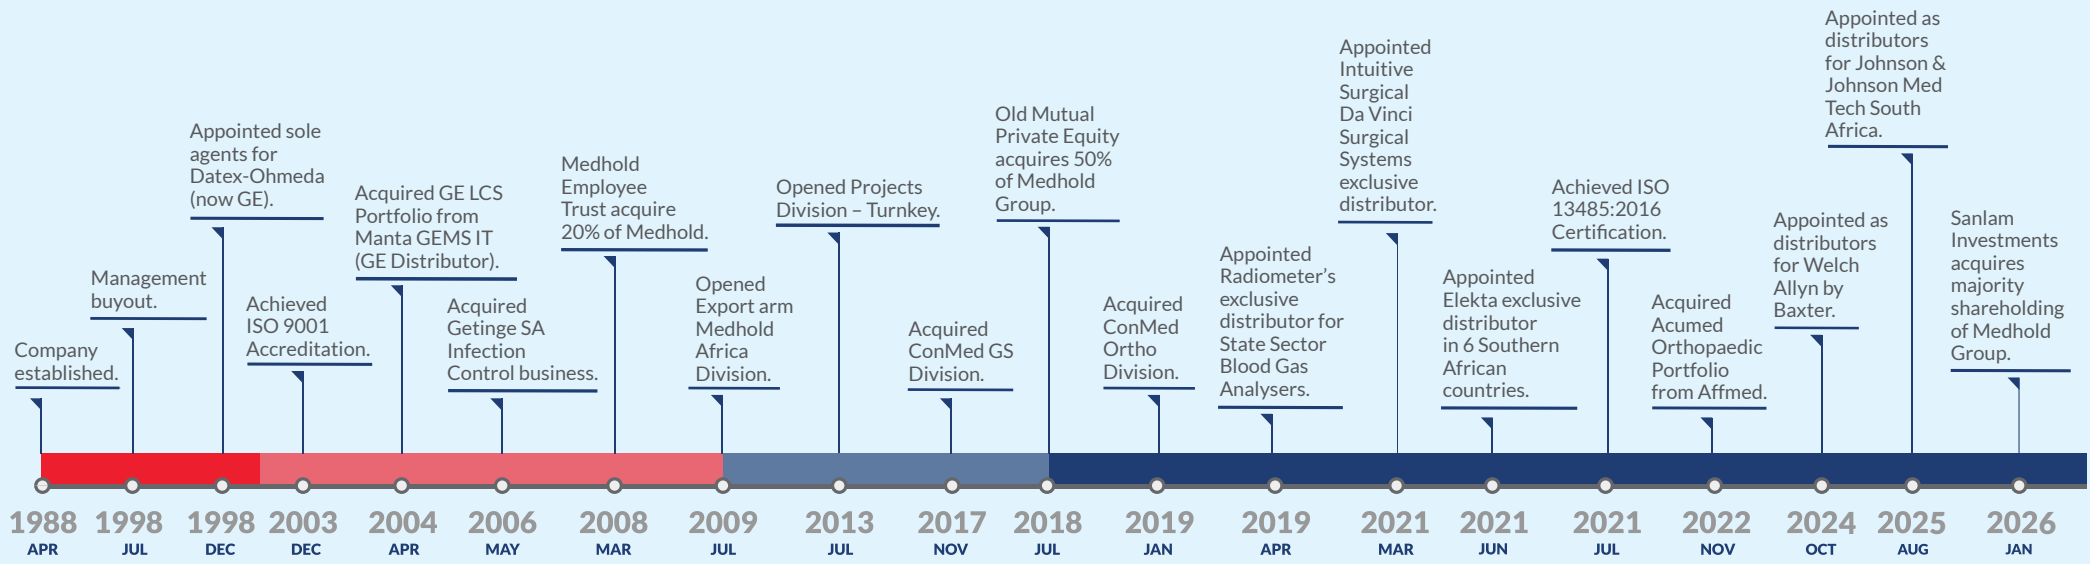 Company
established.
1988
APR
Management
buyout.
1998
JUL
Appointed sole
agents for
Datex-Ohmeda
(now GE).
1998
DEC
Achieved
ISO 9001
Accreditation.
2003
DEC
Acquired GE LCS
Portfolio from
Manta GEMS IT
(GE Distributor).
2004
APR
Acquired
Getinge SA
Infection
Control business.
2006
MAY
Medhold
Employee
Trust acquire
20% of Medhold.
2008
MAR
Opened
Export arm
Medhold
Africa
Division.
2009
JUL
Opened Projects
Division – Turnkey.
2013
JUL
Acquired
ConMed GS
Division.
2017
NOV
Old Mutual
Private Equity
acquires 50%
of Medhold
Group.
2018
JUL
Acquired
ConMed
Ortho
Division.
2019
JAN
Appointed
Radiometer’s
exclusive
distributor for
State Sector
Blood Gas
Analysers.
2019
APR
Appointed
Intuitive
Surgical
Da Vinci
Surgical
Systems
exclusive
distributor.
2021
MAR
Appointed
Elekta exclusive
distributor
in 6 Southern
African
countries.
2021
JUN
Achieved ISO
13485:2016
Certification.
2021
JUL
Acquired
Acumed
Orthopaedic
Portfolio
from Affmed.
2022
NOV
Appointed as
distributors
for Welch
Allyn by
Baxter.
2024
OCT
Appointed as
distributors
for Johnson &
Johnson Med
Tech South
Africa.
2025
AUG
Sanlam
Investments
acquires
majority
shareholding
of Medhold
Group.
2026
JAN